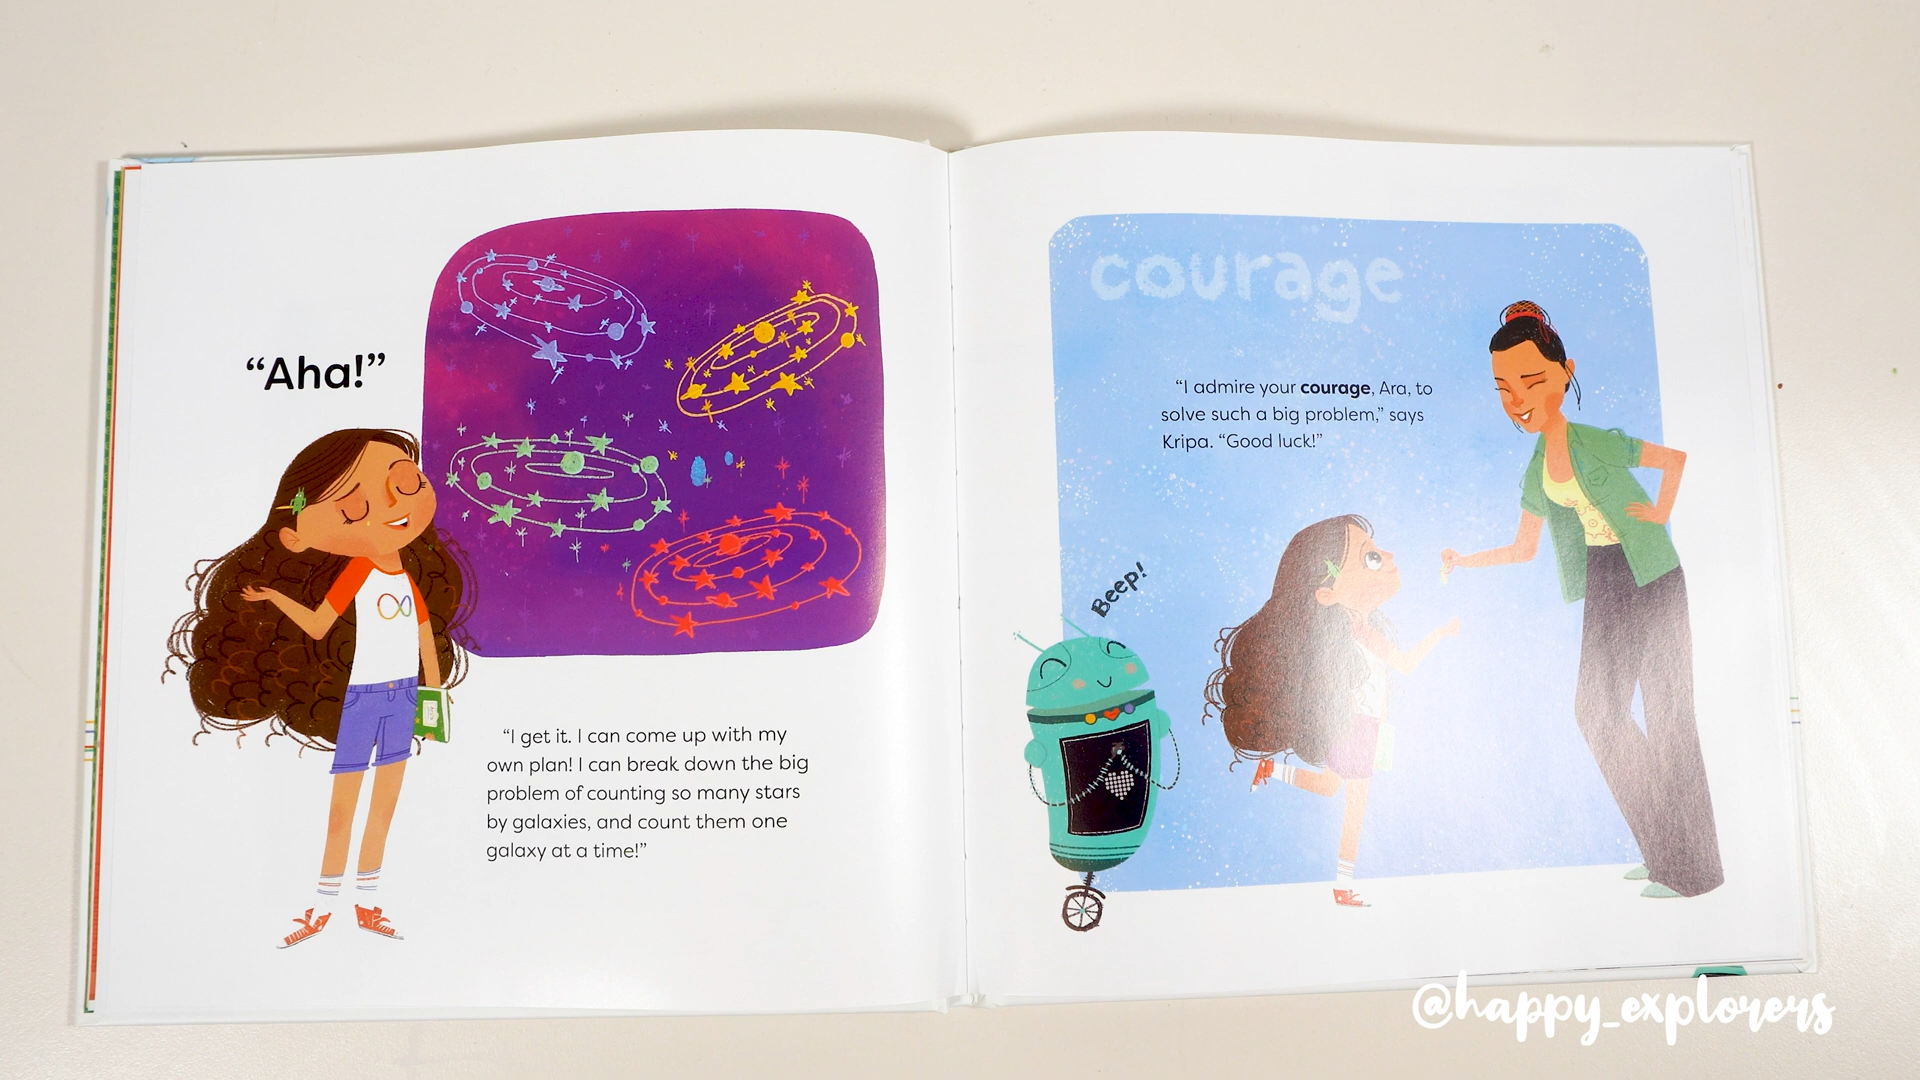 “Aha!”
“I get it. I can come up with my
own plan! I can break down the big
problem of counting so many stars
by galaxies, and count them one
galaxy at a time!”
courage
“I admire your courage, Ara, to
solve such a big problem,” says
Kripa. “Good luck!”
Beep!
@happy_explorers